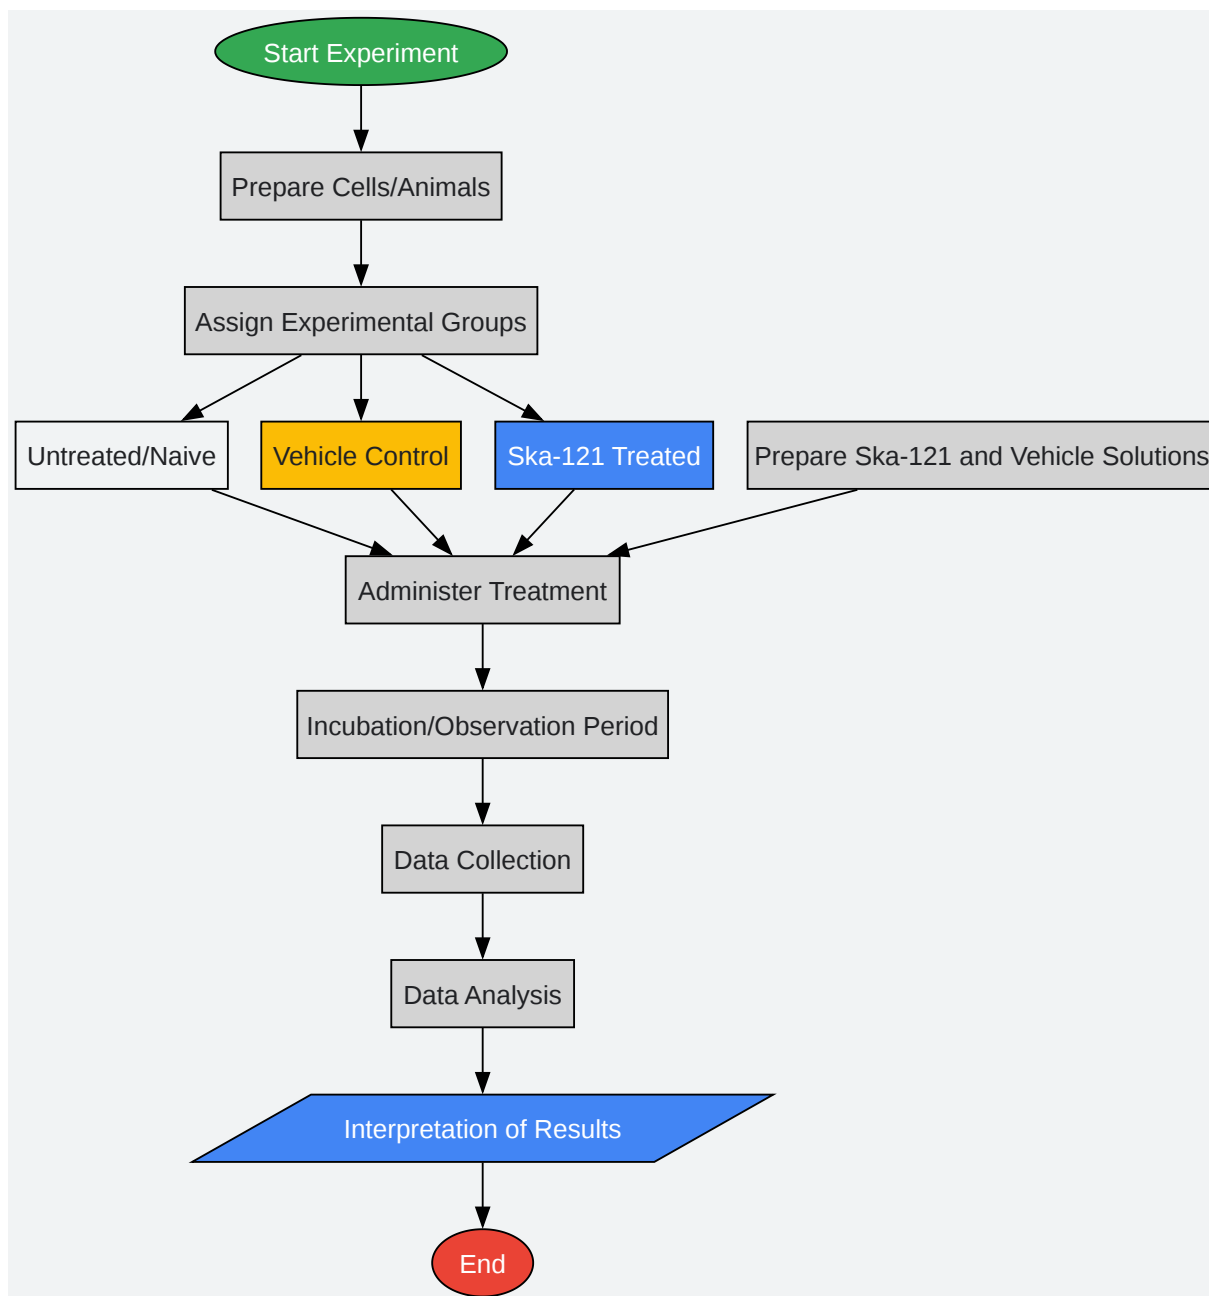 Start Experiment
Prepare Cells/Animals
Assign Experimental Groups
Untreated/Naive
Vehicle Control
Ska-121 Treated
Prepare Ska-121 and Vehicle Solutions
Administer Treatment
Incubation/Observation Period
Data Collection
Data Analysis
Interpretation of Results
End